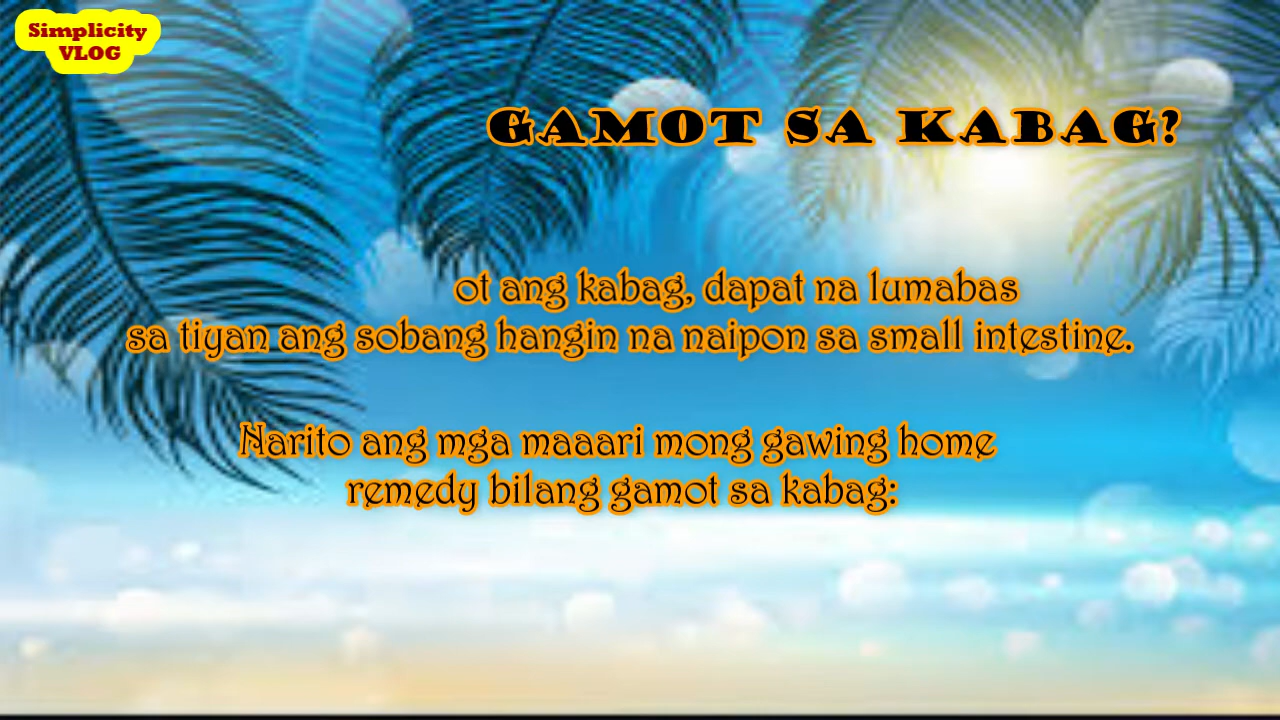 Simplicity
VLOG
GAMOT SA KABAG?
ot ang kabag, dapat na lumabas
sa tiyan ang sobang hangin na naipon sa small intestine.
Narito ang mga maaari mong gawing home
remedy bilang gamot sa kabag: